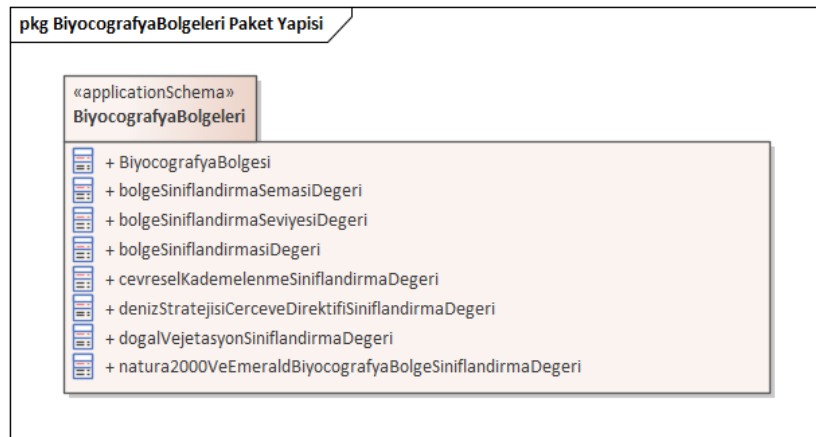 pkg BiyocografyaBolgeleri Paket Yapisi
«applicationSchema»
BiyocografyaBolgeleri
+ BiyocografyaBolgesi
+ bolgeSiniflandirmaSemasiDegeri
+ bolgeSiniflandirmaSeviyesiDegeri
+ bolgeSiniflandirmasiDegeri
+ cevreselKademelenmeSiniflandirmaDegeri
+ denizStratejisiCerceveDirektifiSiniflandirmaDegeri
+ dogalVejetasyonSiniflandirmaDegeri
+ natura2000VeEmeraldBiyocografyaBolgeSiniflandirmaDegeri